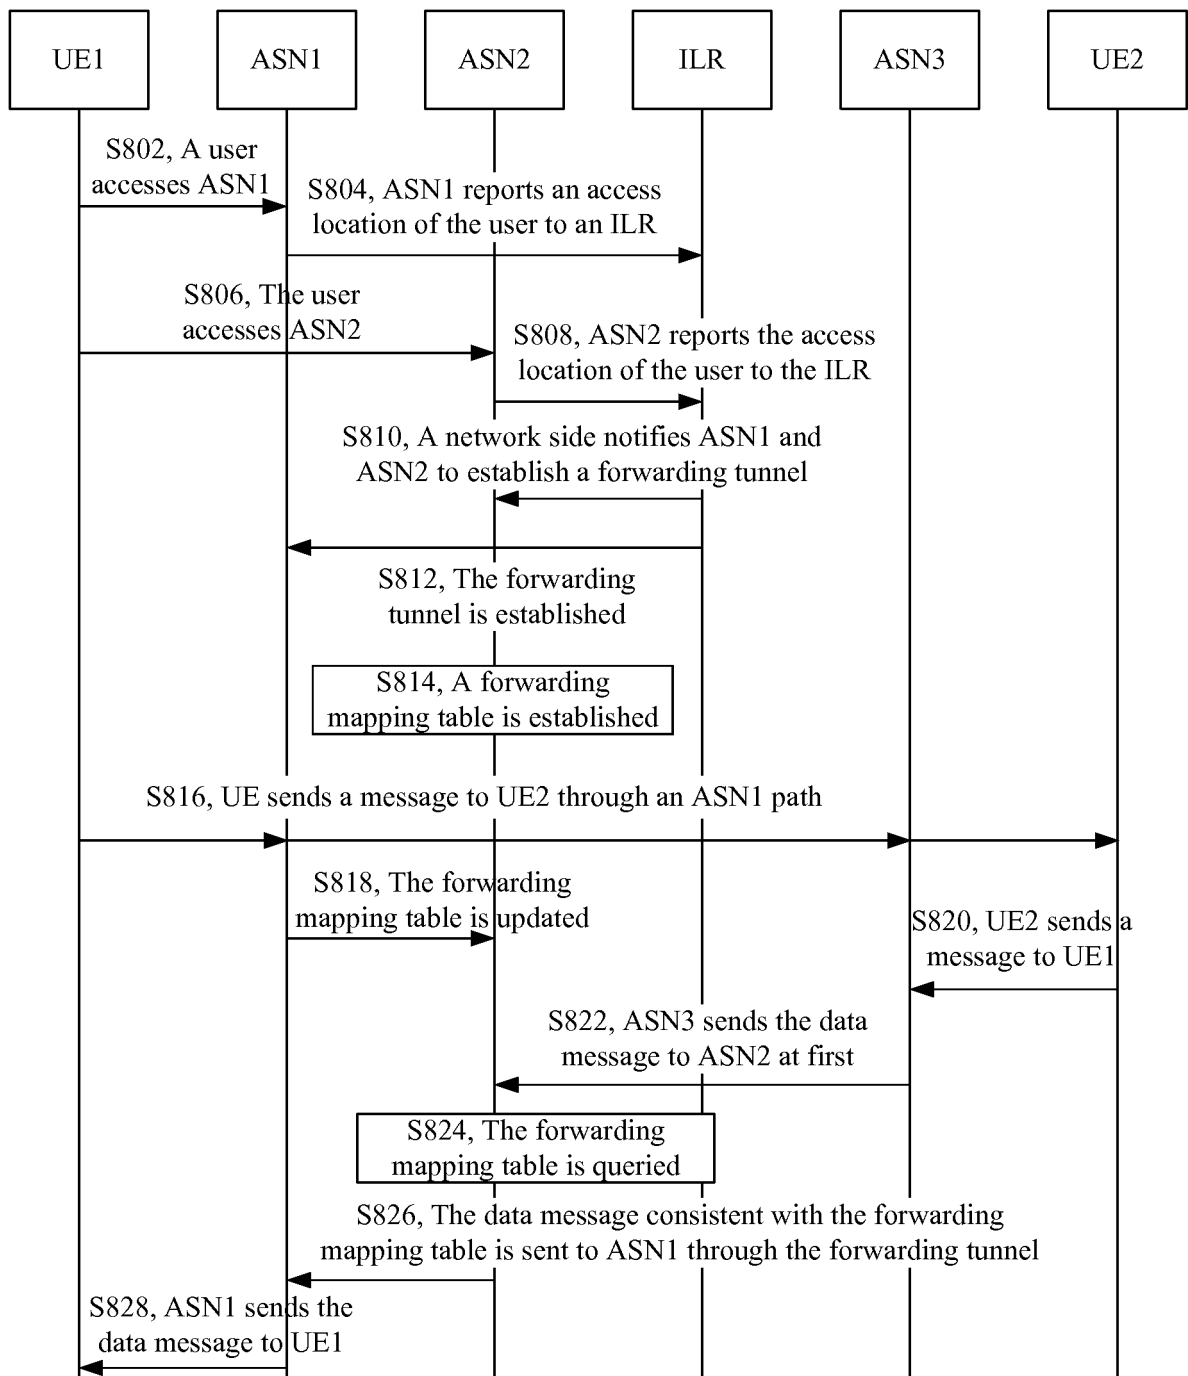 UE1
ASN1
ASN2
ILR
ASN3
UE2
S802, A user
accesses ASN1
S804, ASN1 reports an access
location of the user to an ILR
S806, The user
accesses ASN2
S808, ASN2 reports the access
location of the user to the ILR
S810, A network side notifies ASN1 and
ASN2 to establish a forwarding tunnel
S812, The forwarding
tunnel is established
S814, A forwarding
mapping table is established
S816, UE sends a message to UE2 through an ASN1 path
S818, The forwarding
mapping table is updated
S820, UE2 sends a
message to UE1
S822, ASN3 sends the data
message to ASN2 at first
S824, The forwarding
mapping table is queried
S826, The data message consistent with the forwarding
mapping table is sent to ASN1 through the forwarding tunnel
S828, ASN1 sends the
data message to UE1